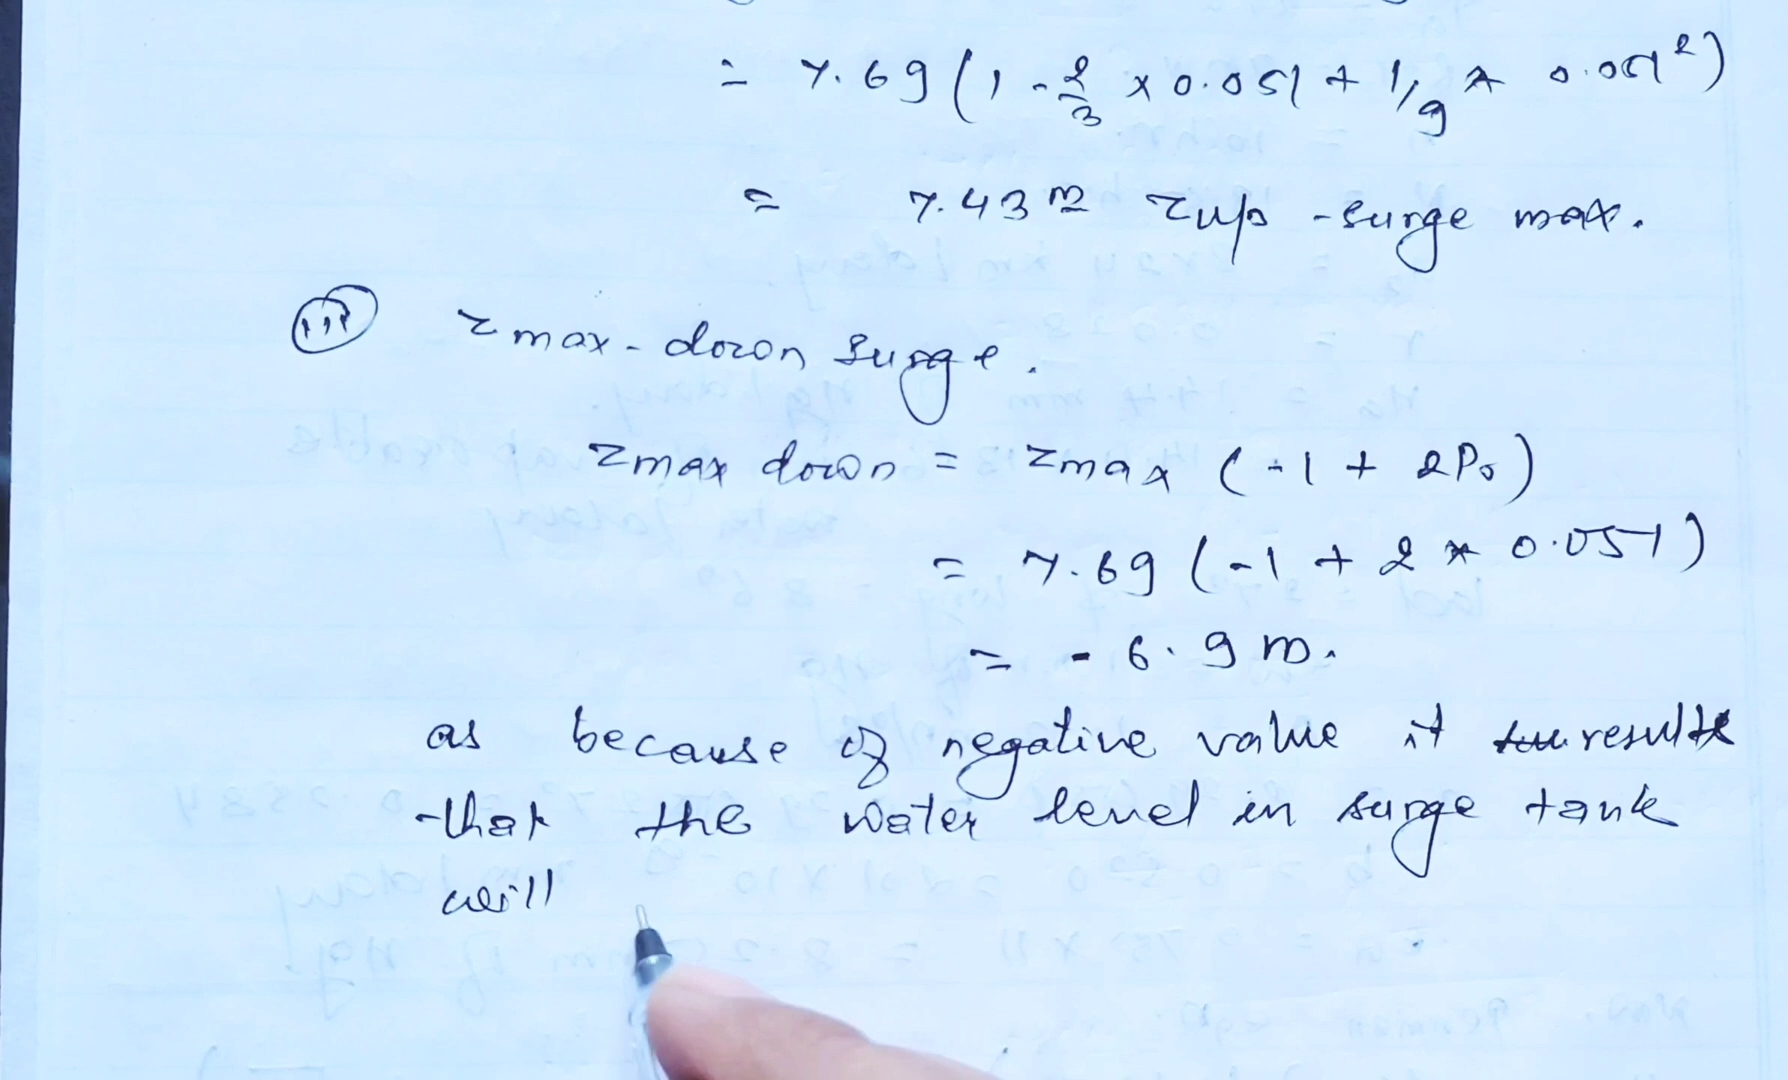 = 7.69 (1 - 2/3 x 0.051 + 1/9 * 0.051²)
= 7.43 m zup - surge max.
(iii) zmax - down surge.
zmax down = zmax (-1 + 2P₀)
= 7.69 (-1 + 2 * 0.051)
= - 6.9 m.
as because of negative value it results
that the water level in surge tank
will